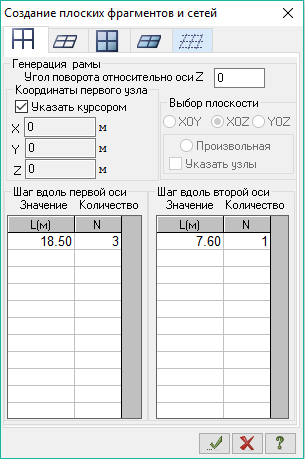 Создание плоских фрагментов и сетей
Генерация рамы
Угол поворота относительно оси Z 0
Координаты первого узла
Указать курсором
X 0 м
Y 0 м
Z 0 м
Выбор плоскости
XOY XOZ YOZ
Произвольная
Указать узлы
Шаг вдоль первой оси
Значение Количество
L(м) N
18.50 3
Шаг вдоль второй оси
Значение Количество
L(м) N
7.60 1
?